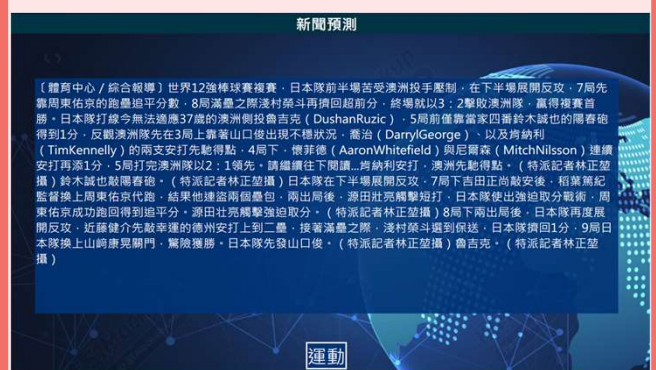 新聞預測
〔體育中心／綜合報導〕世界12強棒球賽複賽，日本隊前半場苦受澳洲投手壓制，在下半場展開反攻，7局先
靠周東佑京的跑壘追平分數，8局滿壘之際淺村榮斗再擠回超前分，終場就以3：2擊敗澳洲隊，贏得複賽首
勝。日本隊打線今無法適應37歲的澳洲側投魯吉克（DushanRuzic），5局前僅靠當家四番鈴木誠也的陽春砲
得到1分，反觀澳洲隊先在3局上靠著山口俊出現不穩狀況，喬治（DarrylGeorge）、以及肯納利
（TimKennelly）的兩支安打先馳得點，4局下，懷菲德（AaronWhitefield）與尼爾森（MitchNilsson）連續
安打再添1分，5局打完澳洲隊以2：1領先。請繼續往下閱讀...肯納利安打，澳洲先馳得點。（特派記者林正堃
攝）鈴木誠也敲陽春砲。（特派記者林正堃攝）日本隊在下半場展開反攻，7局下吉田正尚敲安後，稻葉篤紀
監督換上周東佑京代跑，結果他連盜兩個壘包，兩出局後，源田壯亮觸擊短打，日本隊使出強迫取分戰術，周
東佑京成功跑回得到追平分。源田壯亮觸擊強迫取分。（特派記者林正堃攝）8局下兩出局後，日本隊再度展
開反攻，近藤健介先敲幸運的德州安打上到二壘，接著滿壘之際，淺村榮斗選到保送，日本隊擠回1分，9局日
本隊換上山﨑康晃關門，驚險獲勝。日本隊先發山口俊。（特派記者林正堃攝）魯吉克。（特派記者林正堃
攝）
運動